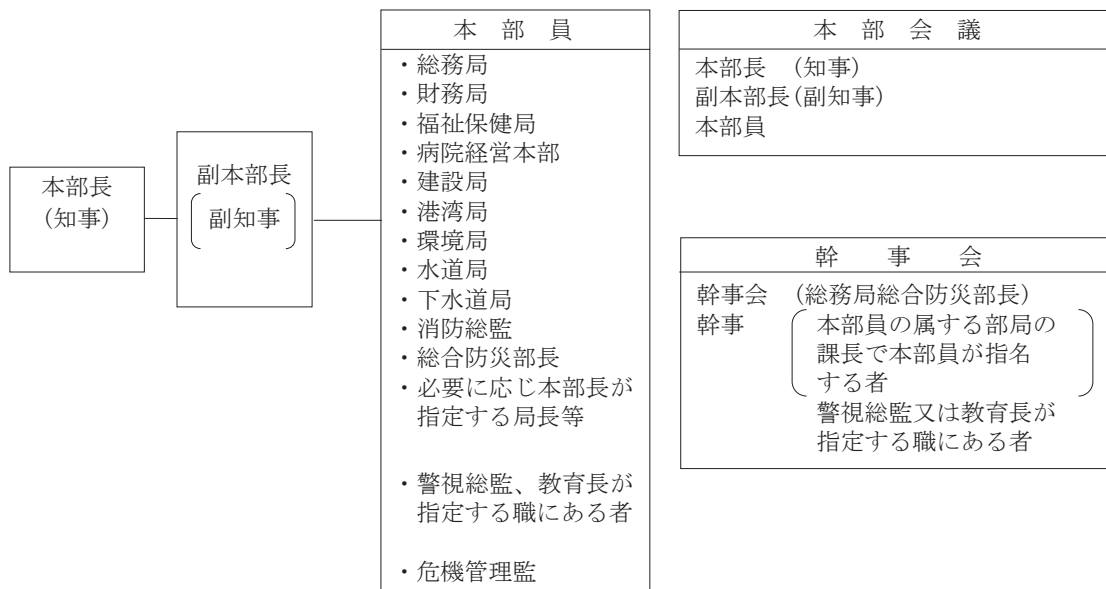 本部長
(知事)
副本部長
副知事
本部員
・総務局
・財務局
・福祉保健局
・病院経営本部
・建設局
・港湾局
・環境局
・水道局
・下水道局
・消防総監
・総合防災部長
・必要に応じ本部長が
指定する局長等
・警視総監、教育長が
指定する職にある者
・危機管理監
本部会議
本部長 (知事)
副本部長(副知事)
本部員
幹事会
幹事会 (総務局総合防災部長)
幹事 本部員の属する部局の
課長で本部員が指名
する者
警視総監又は教育長が
指定する職にある者